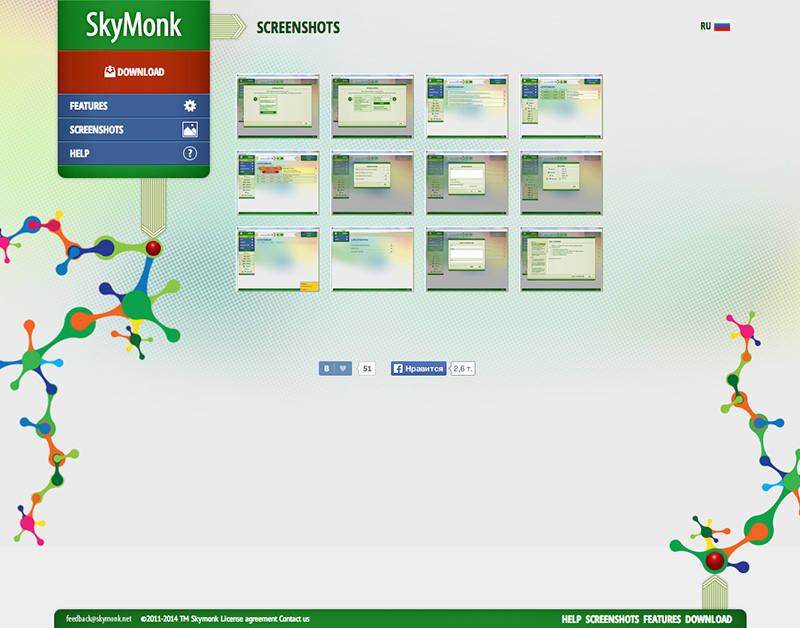 SkyMonk
SCREENSHOTS
RU
DOWNLOAD
FEATURES
SCREENSHOTS
HELP
?
B
51
Нравится
2,6 т.
feedback@skymonk.net ©2011-2014 TM Skymonk License agreement Contact us
HELP SCREENSHOTS FEATURES DOWNLOAD